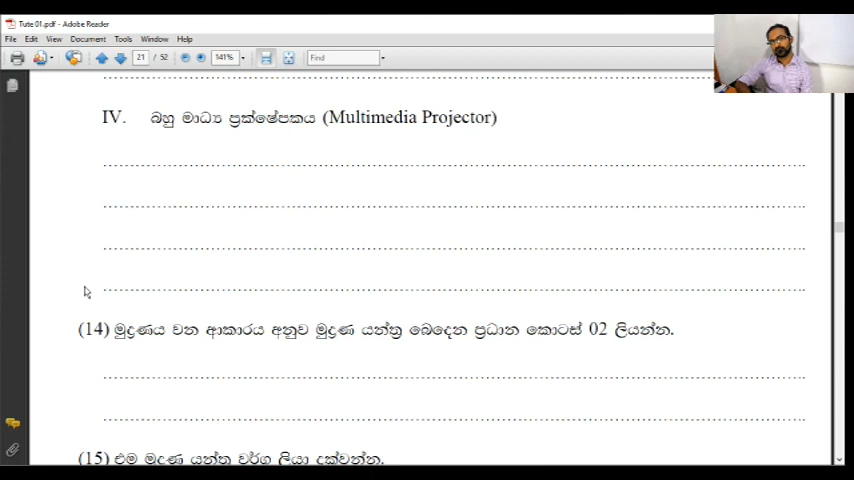 Tute 01.pdf - Adobe Reader
File Edit View Document Tools Window Help
21 / 52 141% Find
IV. බහු මාධ්‍ය ප්‍රක්ෂේපකය (Multimedia Projector)
(14) මුද්‍රණය වන ආකාරය අනුව මුද්‍රණ යන්ත්‍ර බෙදෙන ප්‍රධාන කොටස් 02 ලියන්න.
(15) එම මුද්‍රණ යන්ත්‍ර වර්ග ලියා දක්වන්න.